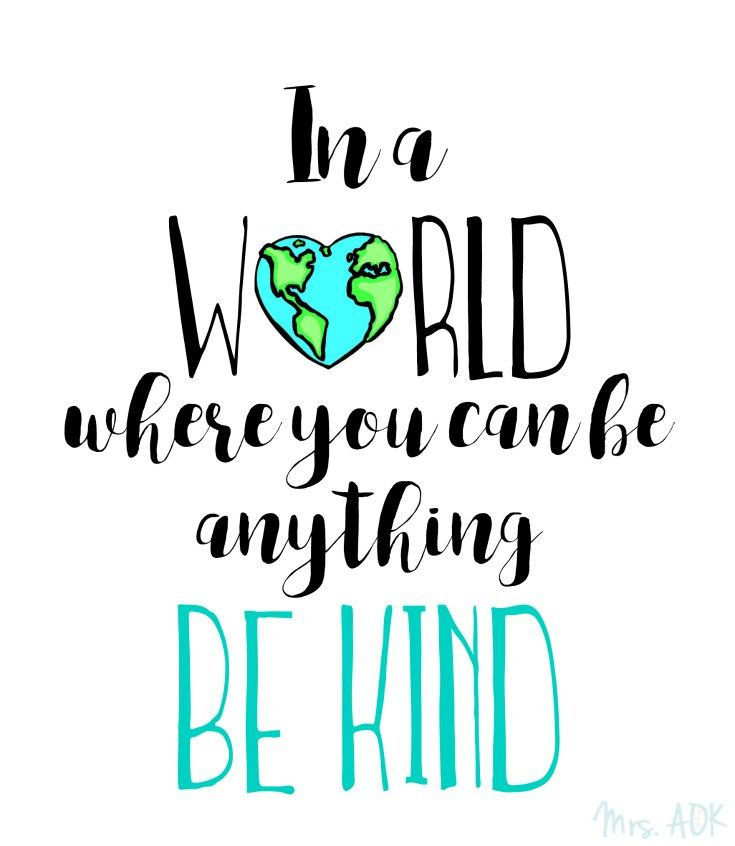 In a
WORLD
where you can be
anything
BE KIND
Mrs. AOK